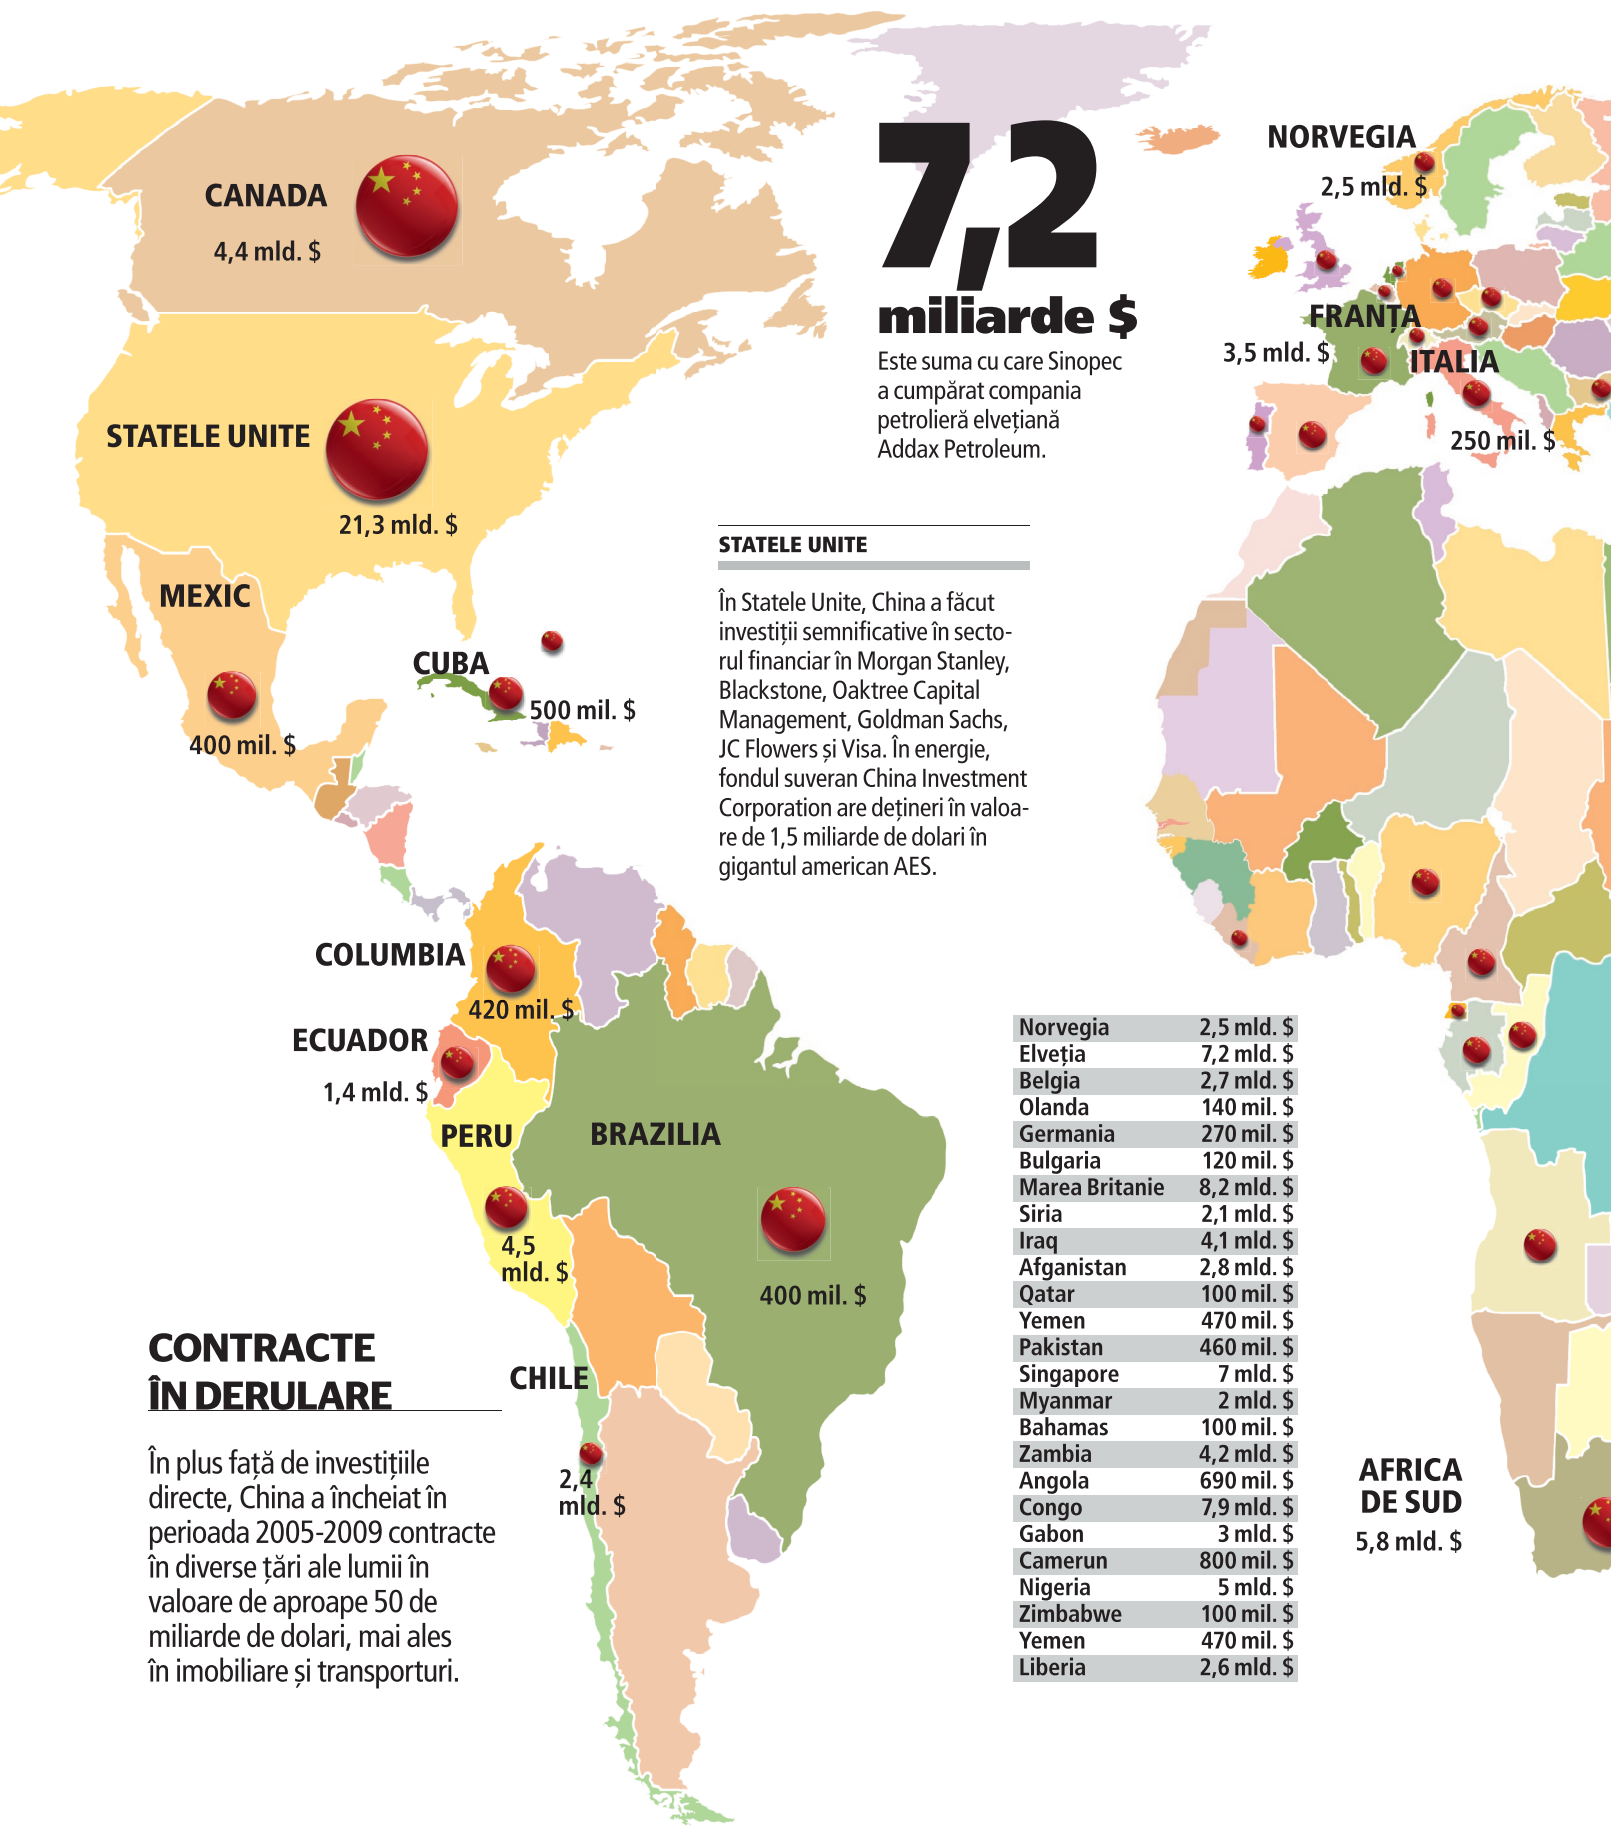 CANADA
4,4 mld. $
STATELE UNITE
21,3 mld. $
MEXIC
400 mil. $
CUBA
500 mil. $
7,2
miliarde $
Este suma cu care Sinopec
a cumpărat compania
petrolieră elvețiană
Addax Petroleum.
STATELE UNITE
În Statele Unite, China a făcut
investiții semnificative în secto-
rul financiar în Morgan Stanley,
Blackstone, Oaktree Capital
Management, Goldman Sachs,
JC Flowers și Visa. În energie,
fondul suveran China Investment
Corporation are dețineri în valoa-
re de 1,5 miliarde de dolari în
gigantul american AES.
NORVEGIA
2,5 mld. $
FRANȚA
3,5 mld. $
ITALIA
250 mil. $
COLUMBIA
420 mil. $
ECUADOR
1,4 mld. $
PERU
4,5
mld. $
BRAZILIA
400 mil. $
CHILE
2,4
mld. $
CONTRACTE
ÎN DERULARE
În plus față de investițiile
directe, China a încheiat în
perioada 2005-2009 contracte
în diverse țări ale lumii în
valoare de aproape 50 de
miliarde de dolari, mai ales
în imobiliare și transporturi.
Norvegia 2,5 mld. $
Elveția 7,2 mld. $
Belgia 2,7 mld. $
Olanda 140 mil. $
Germania 270 mil. $
Bulgaria 120 mil. $
Marea Britanie 8,2 mld. $
Siria 2,1 mld. $
Iraq 4,1 mld. $
Afganistan 2,8 mld. $
Qatar 100 mil. $
Yemen 470 mil. $
Pakistan 460 mil. $
Singapore 7 mld. $
Myanmar 2 mld. $
Bahamas 100 mil. $
Zambia 4,2 mld. $
Angola 690 mil. $
Congo 7,9 mld. $
Gabon 3 mld. $
Camerun 800 mil. $
Nigeria 5 mld. $
Zimbabwe 100 mil. $
Yemen 470 mil. $
Liberia 2,6 mld. $
AFRICA
DE SUD
5,8 mld. $